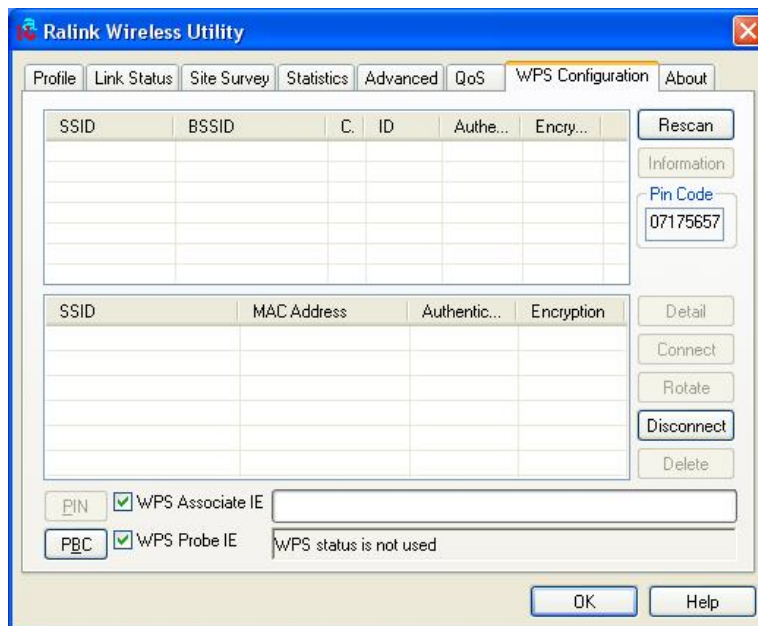 Ralink Wireless Utility
Profile Link Status Site Survey Statistics Advanced QoS WPS Configuration About
SSID BSSID C. ID Authe... Encry...
Rescan
Information
Pin Code
07175657
SSID MAC Address Authentic... Encryption
Detail
Connect
Rotate
Disconnect
Delete
PIN WPS Associate IE
PBC WPS Probe IE WPS status is not used
OK Help